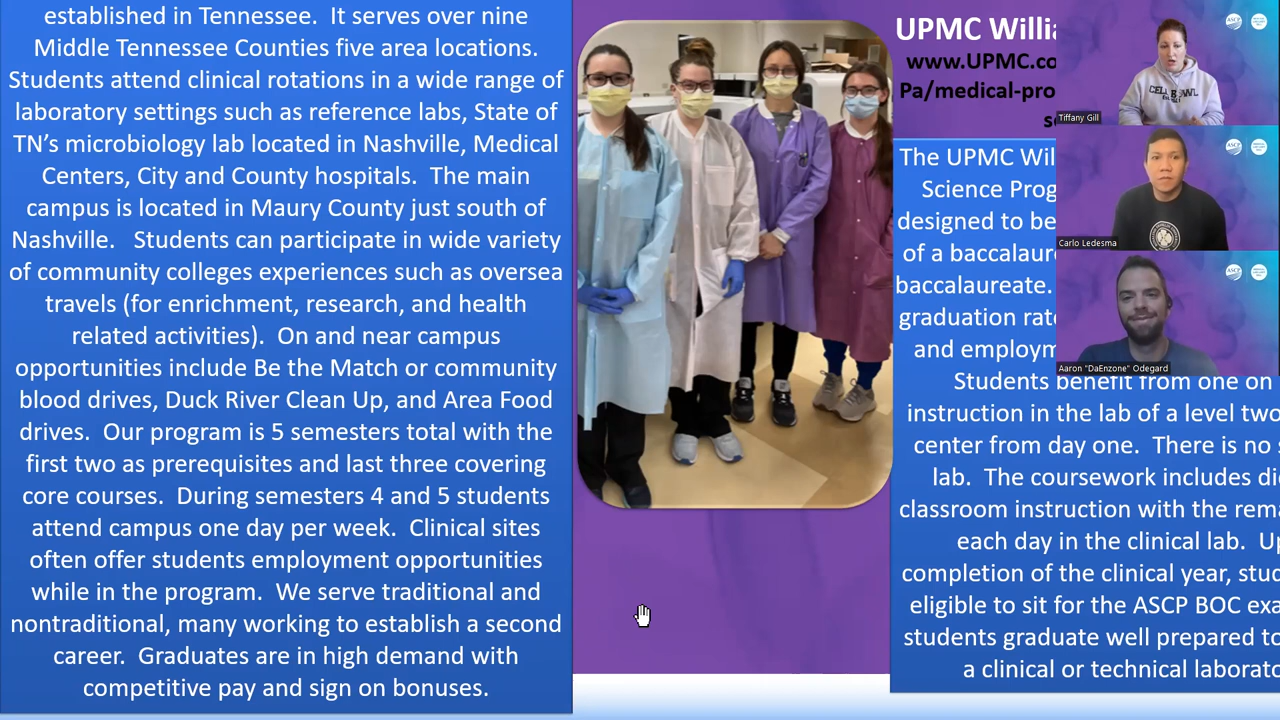 established in Tennessee.  It serves over nine
Middle Tennessee Counties five area locations.
Students attend clinical rotations in a wide range of
laboratory settings such as reference labs, State of
TN’s microbiology lab located in Nashville, Medical
Centers, City and County hospitals.  The main
campus is located in Maury County just south of
Nashville.   Students can participate in wide variety
of community colleges experiences such as oversea
travels (for enrichment, research, and health
related activities).  On and near campus
opportunities include Be the Match or community
blood drives, Duck River Clean Up, and Area Food
drives.  Our program is 5 semesters total with the
first two as prerequisites and last three covering
core courses.  During semesters 4 and 5 students
attend campus one day per week.  Clinical sites
often offer students employment opportunities
while in the program.  We serve traditional and
nontraditional, many working to establish a second
career.  Graduates are in high demand with
competitive pay and sign on bonuses.
UPMC Willia
www.UPMC.co
Pa/medical-pro
The UPMC Wil
Science Prog
designed to be
of a baccalaure
baccalaureate.
graduation rate
and employm
Students benefit from one on
instruction in the lab of a level two
center from day one.  There is no
lab.  The coursework includes di
classroom instruction with the rema
each day in the clinical lab.  Up
completion of the clinical year, stud
eligible to sit for the ASCP BOC exa
students graduate well prepared to
a clinical or technical laborato
ASCP
Tiffany Gill
ASCP
Carlo Ledesma
ASCP
Aaron "DaEnzone" Odegard